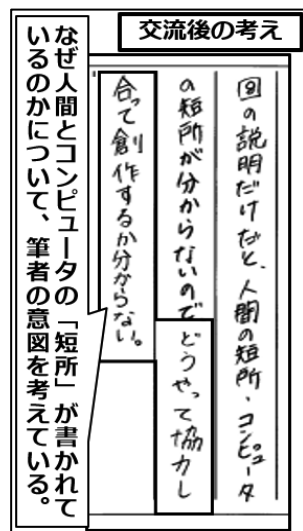 交流後の考え
⑧の説明だけだと、人間の短所・コンピュータ
の短所が分からないのでどうやって協力し
合って創作するか分からない。
なぜ人間とコンピュータの「短所」が書かれて
いるのかについて、筆者の意図を考えている。